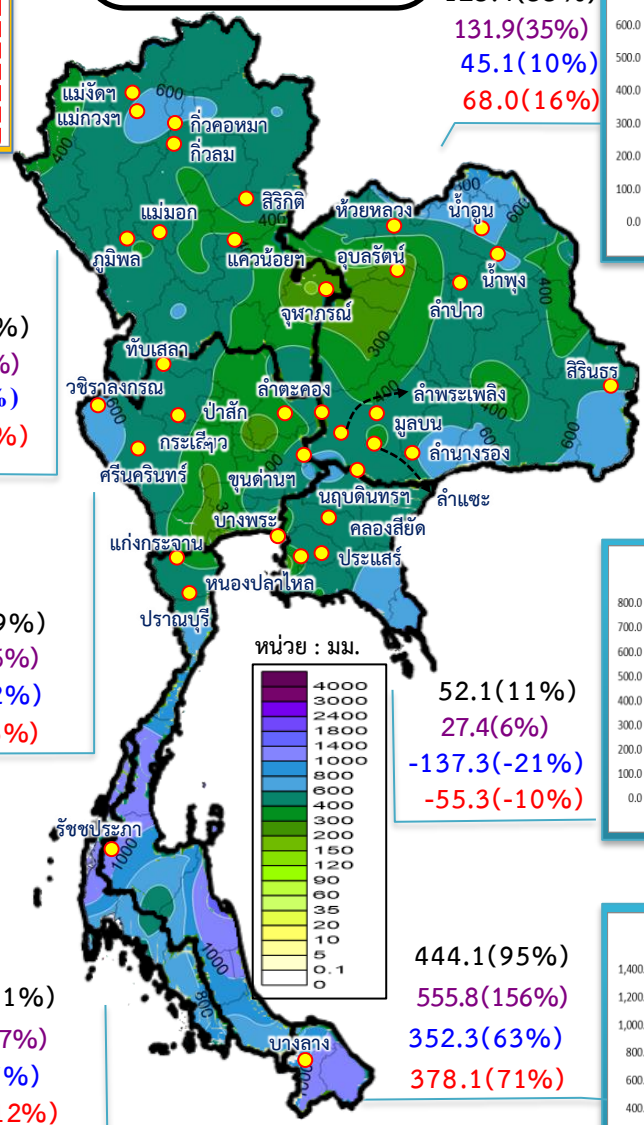 131.9(35%)
45.1(10%)
68.0(16%)
600.0
500.0
400.0
300.0
200.0
100.0
0.0
แม่งัดฯ
600
แม่กวงฯ
กิ่วคอหมา
กิ่วลม
400
สิริกิติ์
400
แม่มอก
ภูมิพล
แควน้อยฯ
ห้วยหลวง
น้ำอูน
600
อุบลรัตน์
น้ำพุง
ลำปาว
400
จุฬาภรณ์
300
ทับเสลา
สิรินธร
วชิราลงกรณ
600
ลำตะคอง
400
ลำพระเพลิง
400
ป่าสัก
มูลบน
กระเสียว
ลำนางรอง
600
ศรีนครินทร์
ขุนด่านฯ
ลำแซะ
นฤบดินทรฯ
บางพระ
คลองสียัด
แก่งกระจาน
ประแสร์
หนองปลาไหล
ปราณบุรี
หน่วย : มม.
4000
3000
2400
1800
1400
1000
800
600
400
300
200
150
120
90
60
35
20
10
5
0.1
0
52.1(11%)
27.4(6%)
-137.3(-21%)
-55.3(-10%)
800.0
700.0
600.0
500.0
400.0
300.0
200.0
100.0
0.0
รัชชประภา
1000
1000
800
บางลาง
444.1(95%)
555.8(156%)
352.3(63%)
378.1(71%)